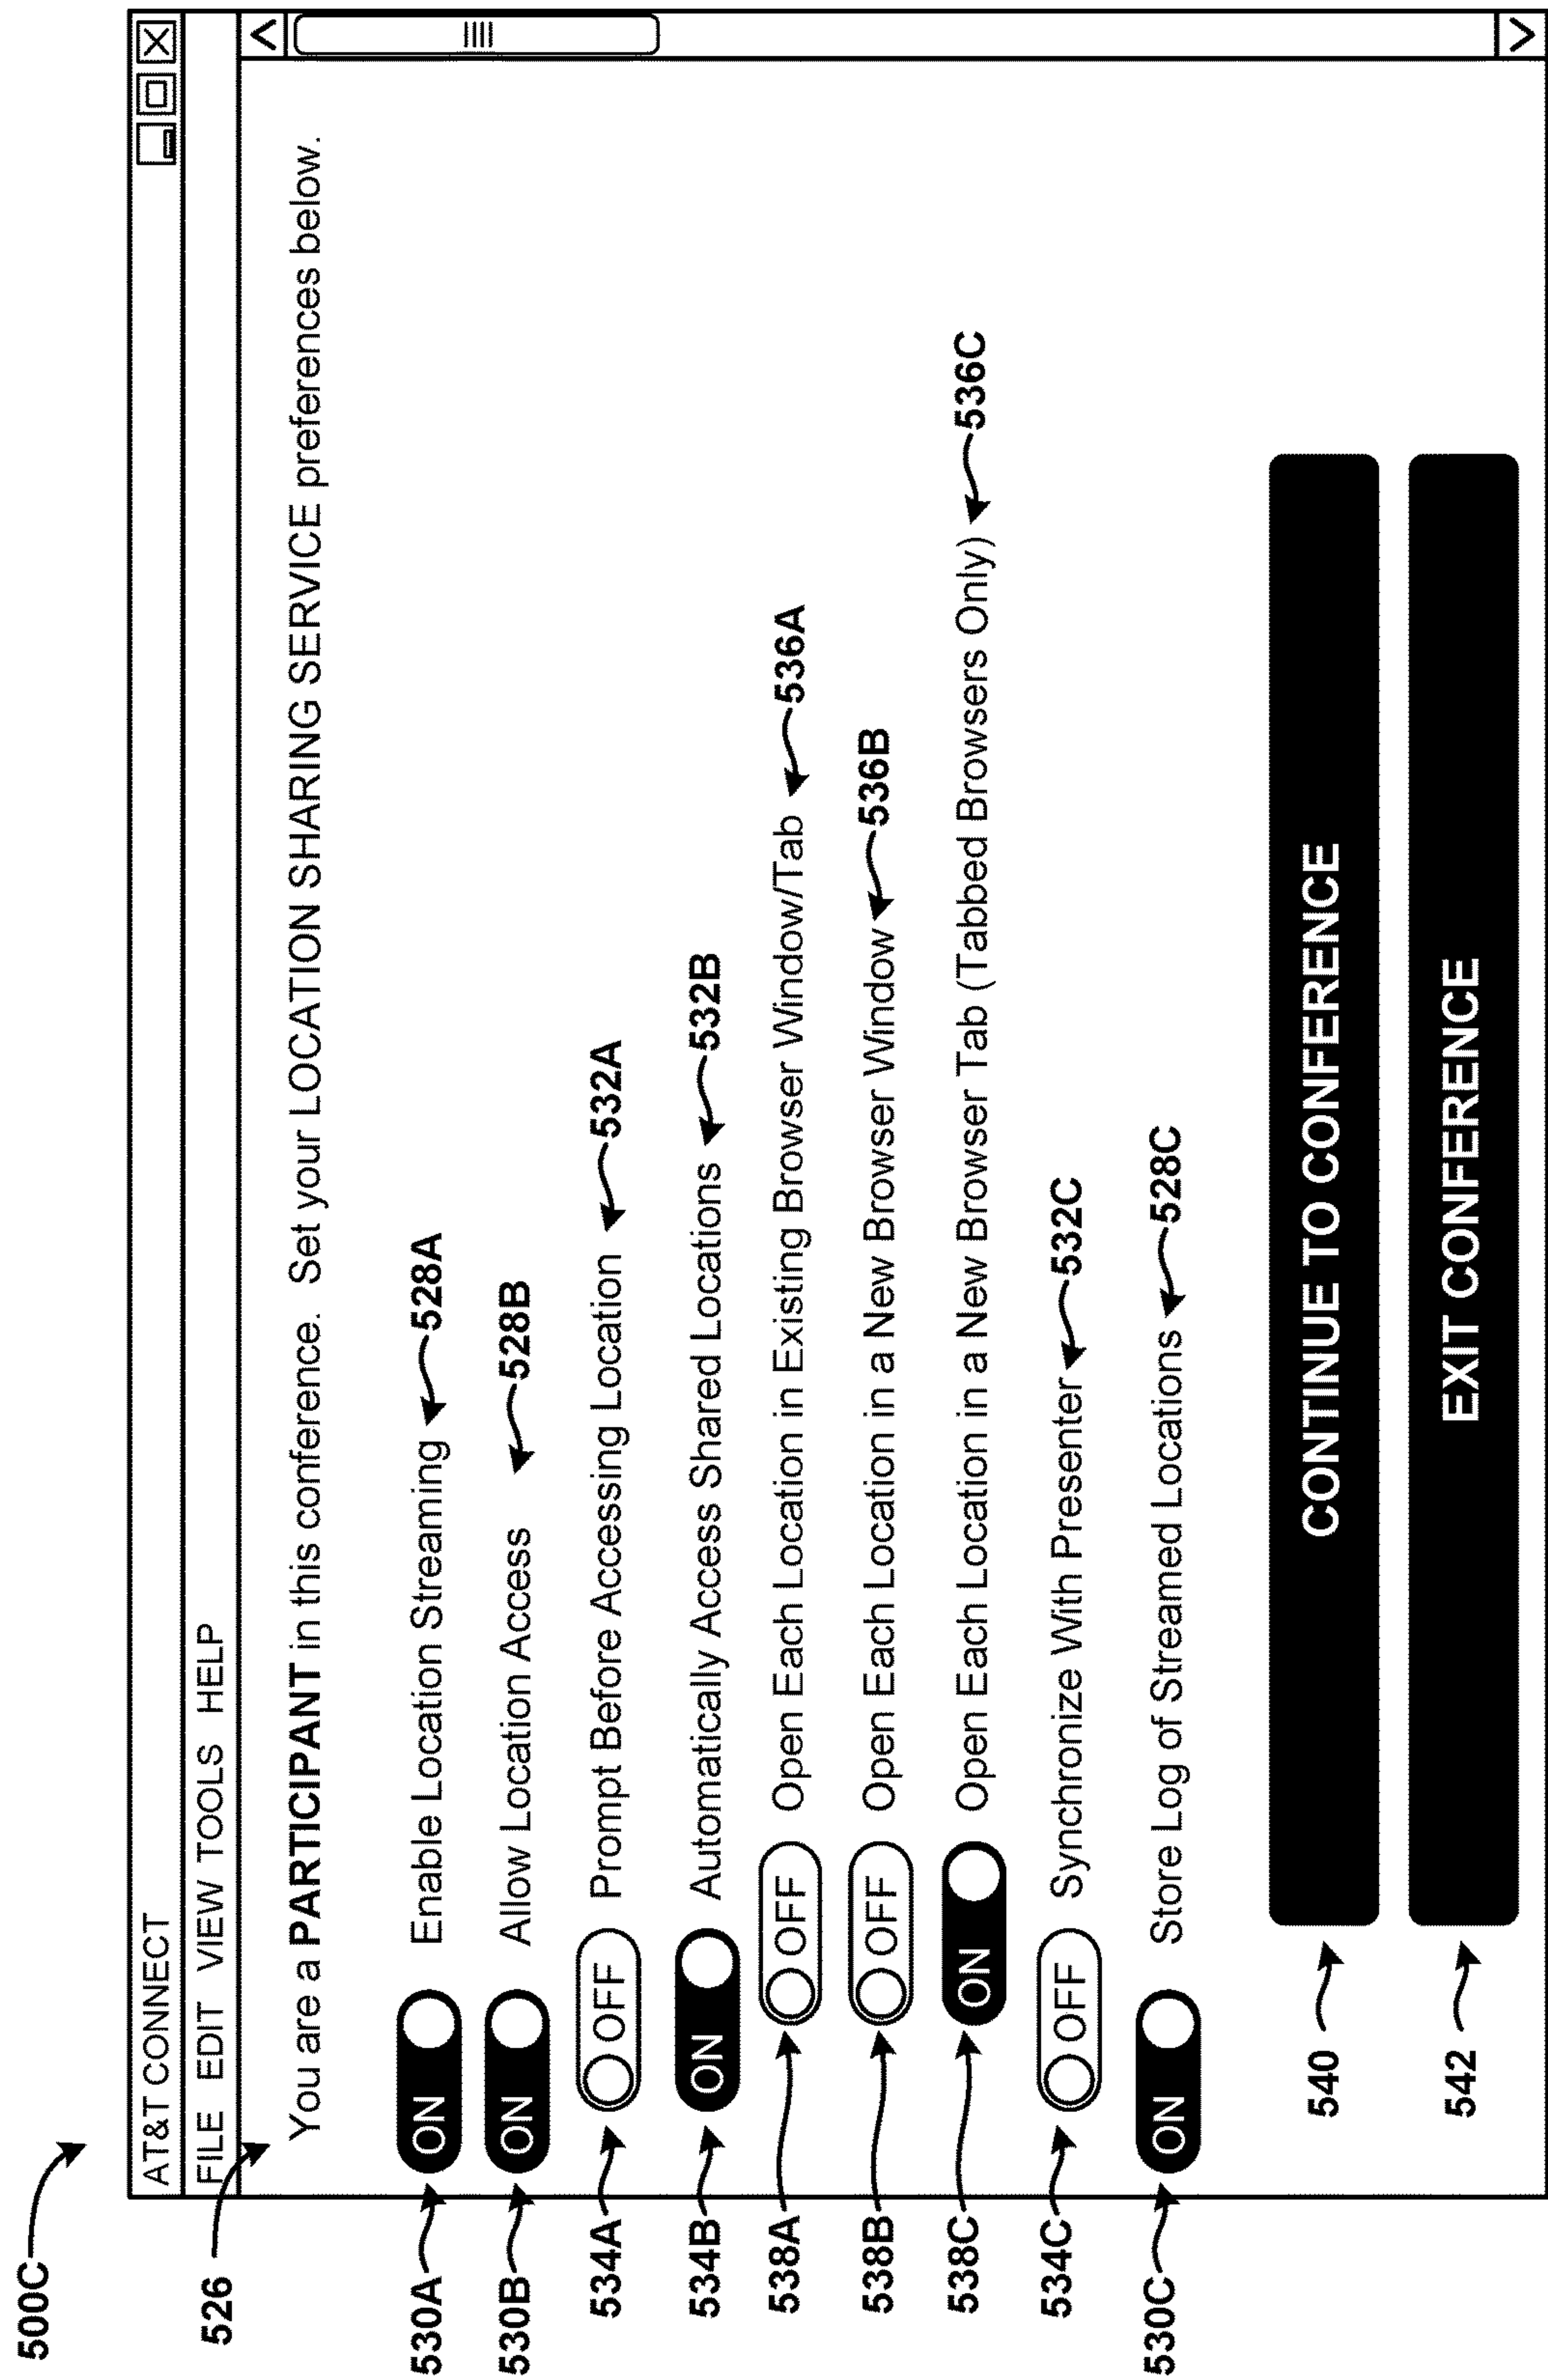 500C
AT&T CONNECT
FILE EDIT VIEW TOOLS HELP
526
You are a PARTICIPANT in this conference. Set your LOCATION SHARING SERVICE preferences below.
530A ON Enable Location Streaming 528A
530B ON Allow Location Access 528B
534A OFF Prompt Before Accessing Location 532A
534B ON Automatically Access Shared Locations 532B
538A OFF Open Each Location in Existing Browser Window/Tab 536A
538B OFF Open Each Location in a New Browser Window 536B
538C ON Open Each Location in a New Browser Tab (Tabbed Browsers Only) 536C
534C OFF Synchronize With Presenter 532C
530C ON Store Log of Streamed Locations 528C
540 CONTINUE TO CONFERENCE
542 EXIT CONFERENCE